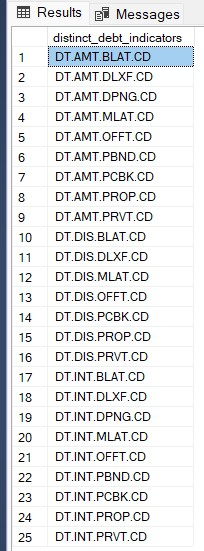 Results Messages
distinct_debt_indicators
1 DT.AMT.BLAT.CD
2 DT.AMT.DLXF.CD
3 DT.AMT.DPNG.CD
4 DT.AMT.MLAT.CD
5 DT.AMT.OFFT.CD
6 DT.AMT.PBND.CD
7 DT.AMT.PCBK.CD
8 DT.AMT.PROP.CD
9 DT.AMT.PRVT.CD
10 DT.DIS.BLAT.CD
11 DT.DIS.DLXF.CD
12 DT.DIS.MLAT.CD
13 DT.DIS.OFFT.CD
14 DT.DIS.PCBK.CD
15 DT.DIS.PROP.CD
16 DT.DIS.PRVT.CD
17 DT.INT.BLAT.CD
18 DT.INT.DLXF.CD
19 DT.INT.DPNG.CD
20 DT.INT.MLAT.CD
21 DT.INT.OFFT.CD
22 DT.INT.PBND.CD
23 DT.INT.PCBK.CD
24 DT.INT.PROP.CD
25 DT.INT.PRVT.CD